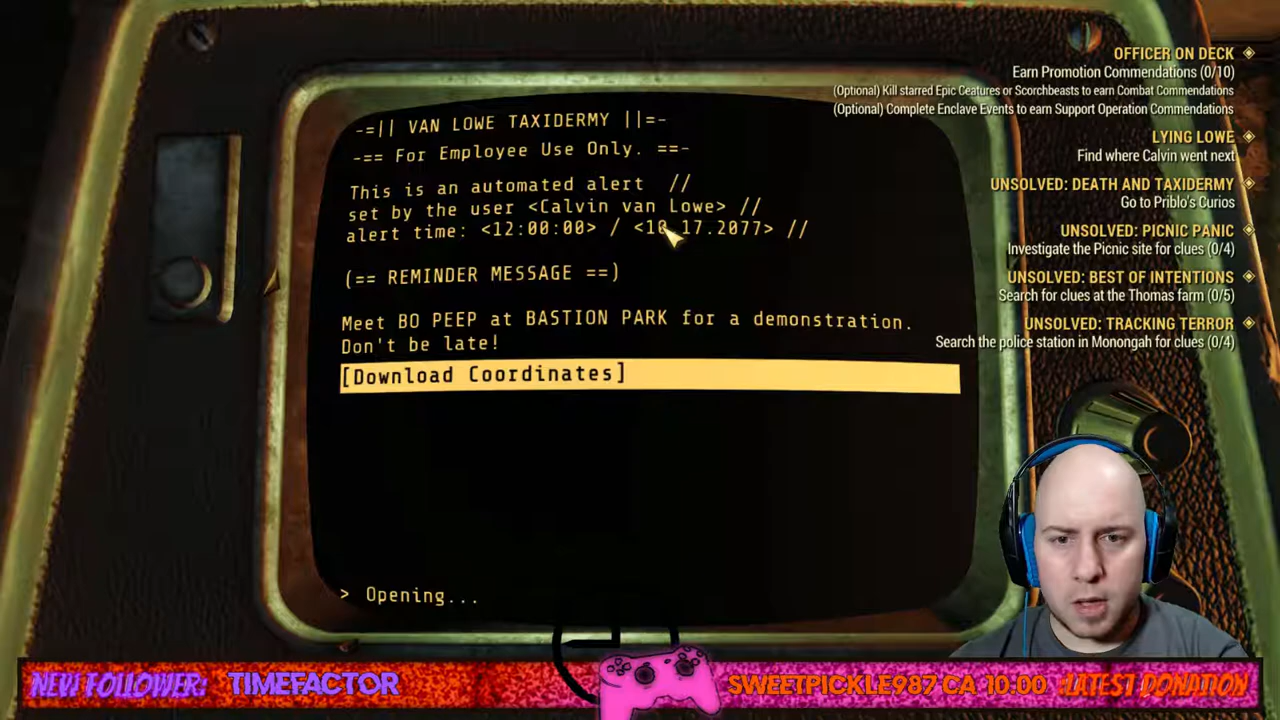 -=|| VAN LOWE TAXIDERMY ||=-
-== For Employee Use Only. ==-
This is an automated alert //
set by the user <Calvin van Lowe> //
alert time: <12:00:00> / <10.17.2077> //
(== REMINDER MESSAGE ==)
Meet BO PEEP at BASTION PARK for a demonstration.
Don't be late!
[Download Coordinates]
> Opening...
OFFICER ON DECK
Earn Promotion Commendations (0/10)
(Optional) Kill starred Epic Ceatures or Scorchbeasts to earn Combat Commendations
(Optional) Complete Enclave Events to earn Support Operation Commendations
LYING LOWE
Find where Calvin went next
UNSOLVED: DEATH AND TAXIDERMY
Go to Priblo's Curios
UNSOLVED: PICNIC PANIC
Investigate the Picnic site for clues (0/4)
UNSOLVED: BEST OF INTENTIONS
Search for clues at the Thomas farm (0/5)
UNSOLVED: TRACKING TERROR
Search the police station in Monongah for clues (0/4)
NEW FOLLOWER: TIMEFACTOR
SWEETPICKLE987 CA 10.00 :LATEST DONATION